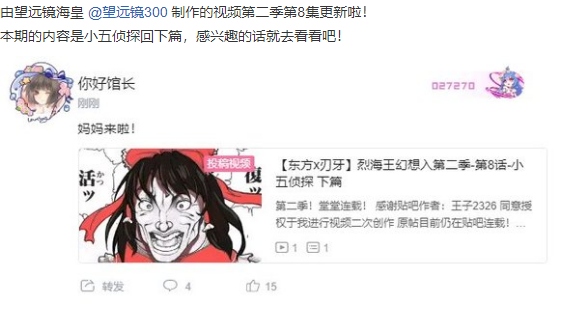 由望远镜海皇 @望远镜300 制作的视频第二季第8集更新啦！
本期的内容是小五侦探回下篇，感兴趣的话就去看看吧！
你好馆长
027270
刚刚
妈妈来啦！
投稿视频
活ッ
ッ
【东方x刃牙】烈海王幻想入第二季-第8话-小
五侦探 下篇
第二季！堂堂连载！ 感谢贴吧作者：王子2326 同意授
权于我进行视频二次创作 原帖目前仍在贴吧连载！...
1 1
转发 4 15